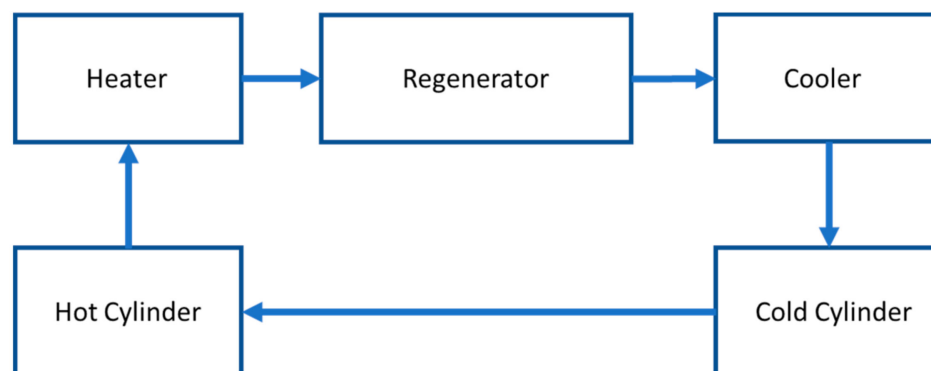 Heater
Regenerator
Cooler
Hot Cylinder
Cold Cylinder